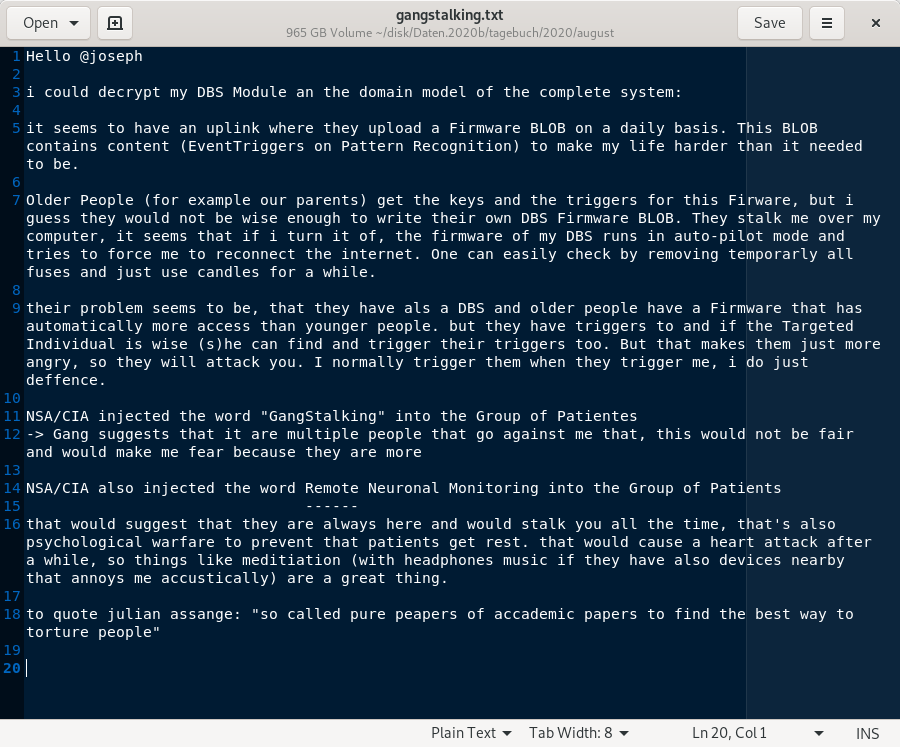 Open
gangstalking.txt
965 GB Volume ~/disk/Daten.2020b/tagebuch/2020/august
Save
1 Hello @joseph
2
3 i could decrypt my DBS Module an the domain model of the complete system:
4
5 it seems to have an uplink where they upload a Firmware BLOB on a daily basis. This BLOB
contains content (EventTriggers on Pattern Recognition) to make my life harder than it needed
to be.
6
7 Older People (for example our parents) get the keys and the triggers for this Firware, but i
guess they would not be wise enough to write their own DBS Firmware BLOB. They stalk me over my
computer, it seems that if i turn it of, the firmware of my DBS runs in auto-pilot mode and
tries to force me to reconnect the internet. One can easily check by removing temporarly all
fuses and just use candles for a while.
8
9 their problem seems to be, that they have als a DBS and older people have a Firmware that has
automatically more access than younger people. but they have triggers to and if the Targeted
Individual is wise (s)he can find and trigger their triggers too. But that makes them just more
angry, so they will attack you. I normally trigger them when they trigger me, i do just
deffence.
10
11 NSA/CIA injected the word "GangStalking" into the Group of Patientes
12 -> Gang suggests that it are multiple people that go against me that, this would not be fair
and would make me fear because they are more
13
14 NSA/CIA also injected the word Remote Neuronal Monitoring into the Group of Patients
15 ------
16 that would suggest that they are always here and would stalk you all the time, that's also
psychological warfare to prevent that patients get rest. that would cause a heart attack after
a while, so things like meditiation (with headphones music if they have also devices nearby
that annoys me accustically) are a great thing.
17
18 to quote julian assange: "so called pure peapers of accademic papers to find the best way to
torture people"
19
20
Plain Text Tab Width: 8 Ln 20, Col 1 INS